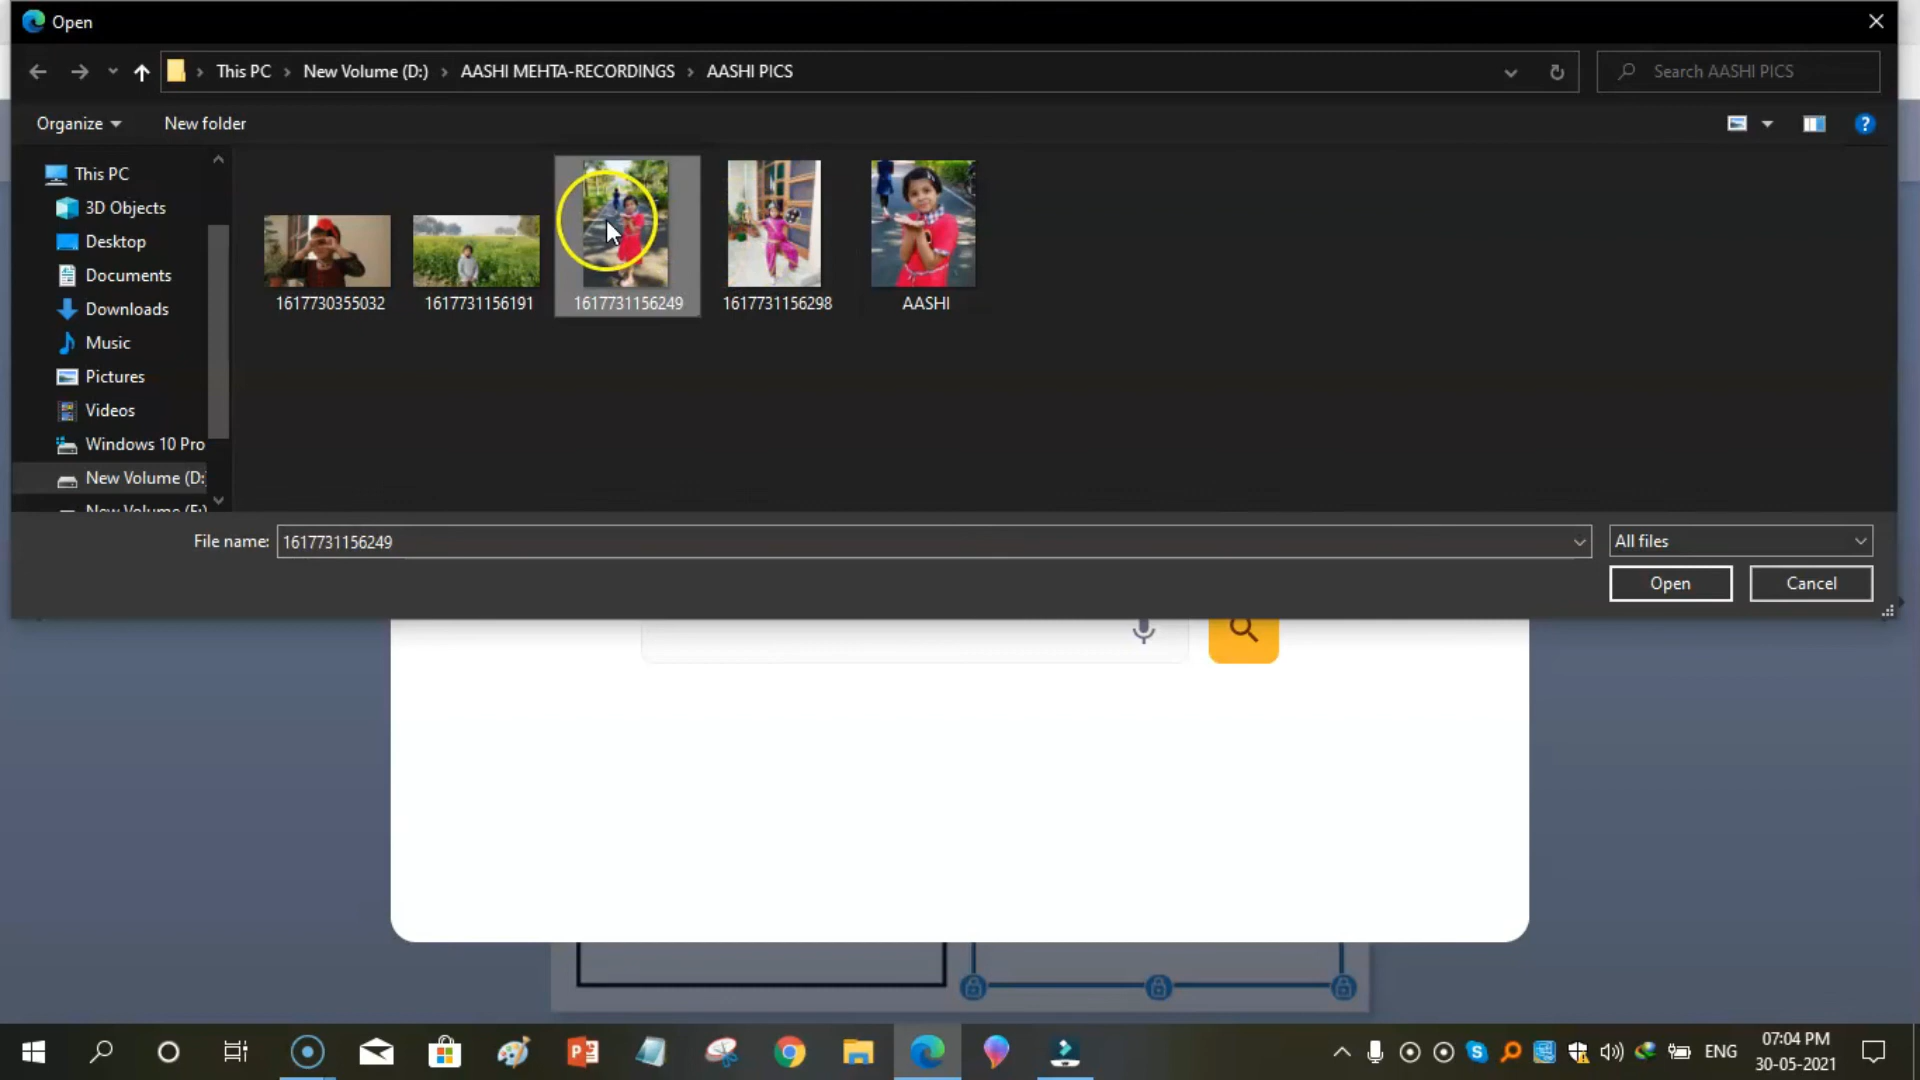 Open
This PC
New Volume (D:)
AASHI MEHTA-RECORDINGS
AASHI PICS
Search AASHI PICS
Organize
New folder
This PC
3D Objects
Desktop
Documents
Downloads
Music
Pictures
Videos
Windows 10 Pro
New Volume (D:
New Volume (E:)
1617730355032
1617731156191
1617731156249
1617731156298
AASHI
File name:
1617731156249
All files
Open
Cancel
ENG
07:04 PM
30-05-2021